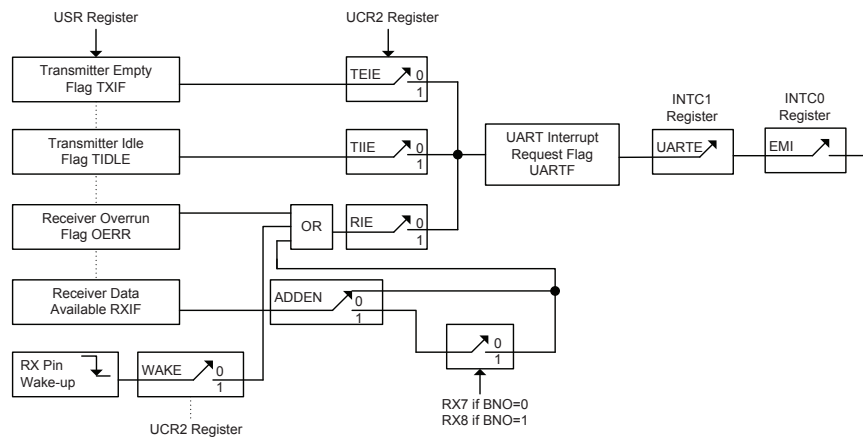 USR Register
UCR2 Register
Transmitter Empty
Flag TXIF
TEIE
0
1
INTC1
Register
INTC0
Register
Transmitter Idle
Flag TIDLE
TIIE
0
1
UART Interrupt
Request Flag
UARTF
UARTE
EMI
Receiver Overrun
Flag OERR
OR
RIE
0
1
Receiver Data
Available RXIF
ADDEN
0
1
0
1
RX Pin
Wake-up
WAKE
0
1
RX7 if BNO=0
RX8 if BNO=1
UCR2 Register